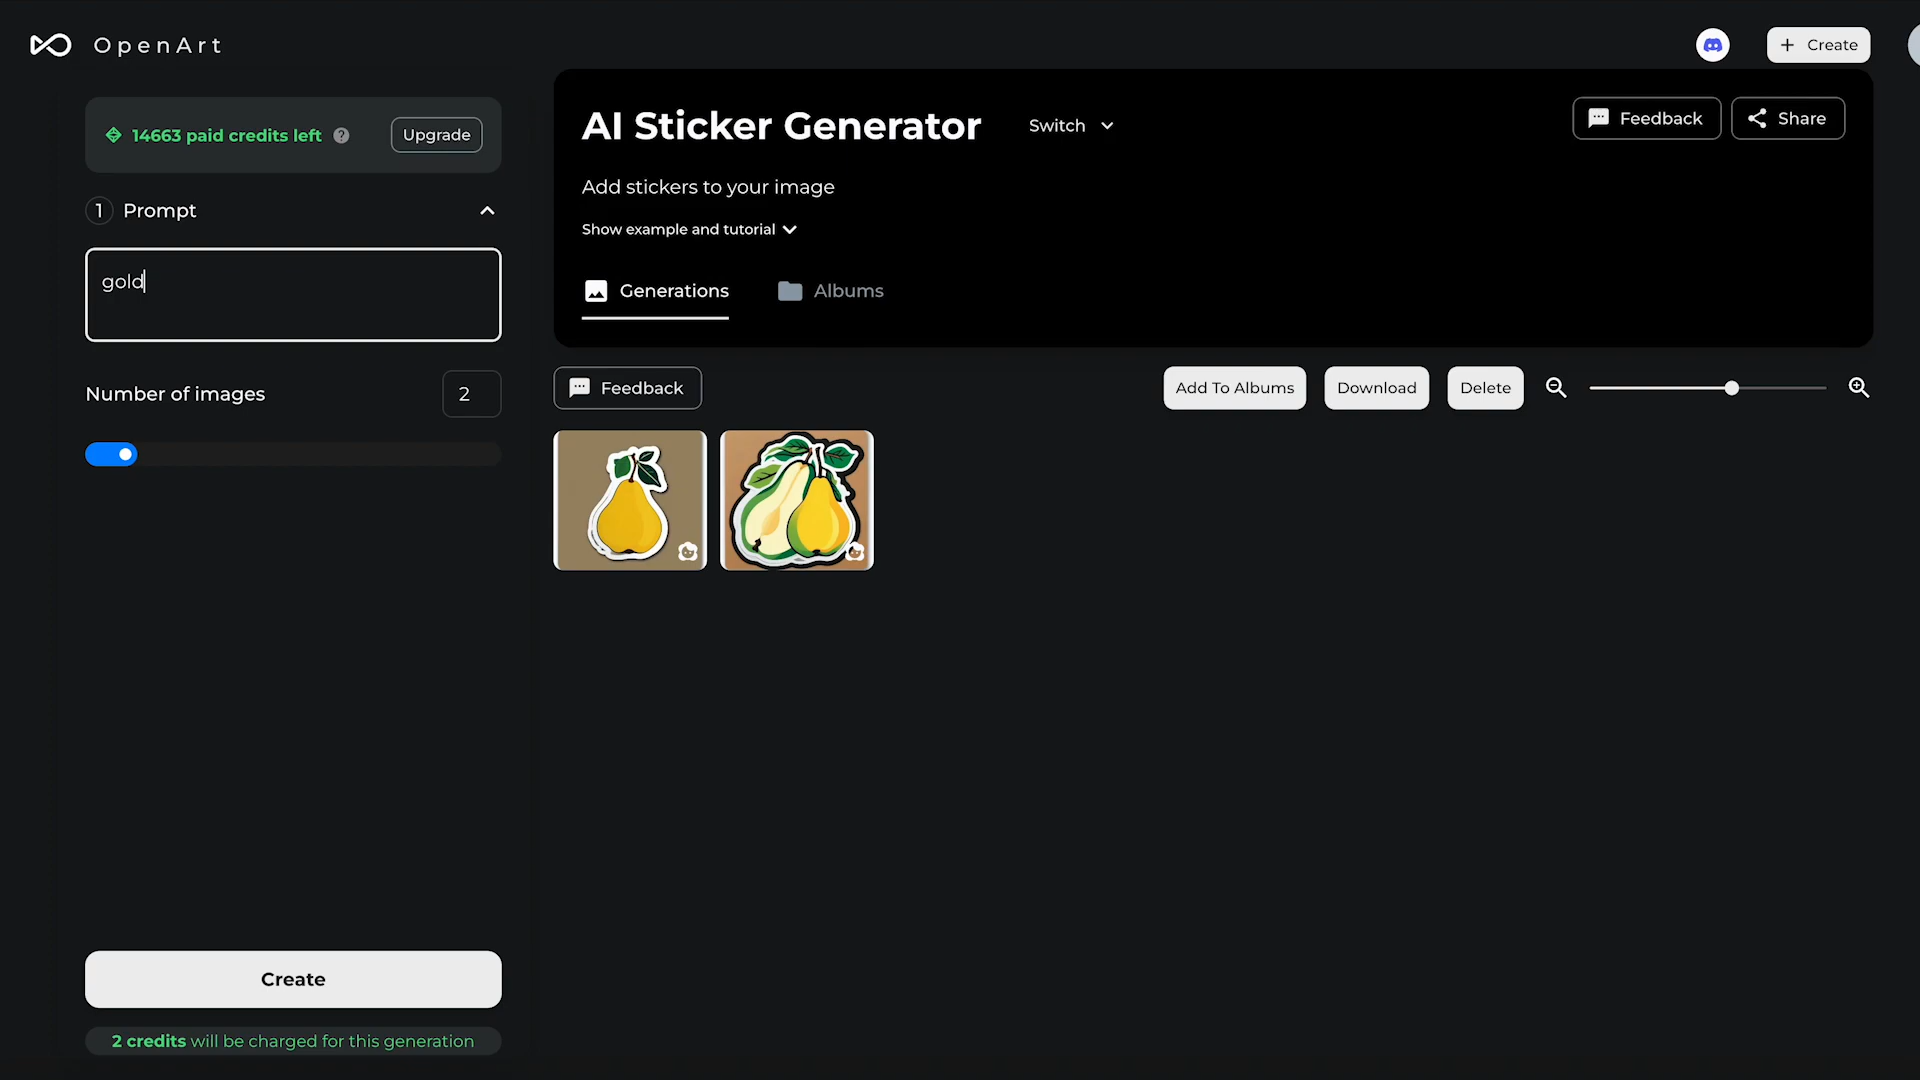 OpenArt
Create
14663 paid credits left
Upgrade
1 Prompt
gold
Number of images 2
Create
2 credits will be charged for this generation
AI Sticker Generator
Switch
Feedback
Share
Add stickers to your image
Show example and tutorial
Generations
Albums
Feedback
Add To Albums
Download
Delete